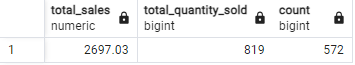 total_sales total_quantity_sold count
numeric bigint bigint
1 2697.03 819 572